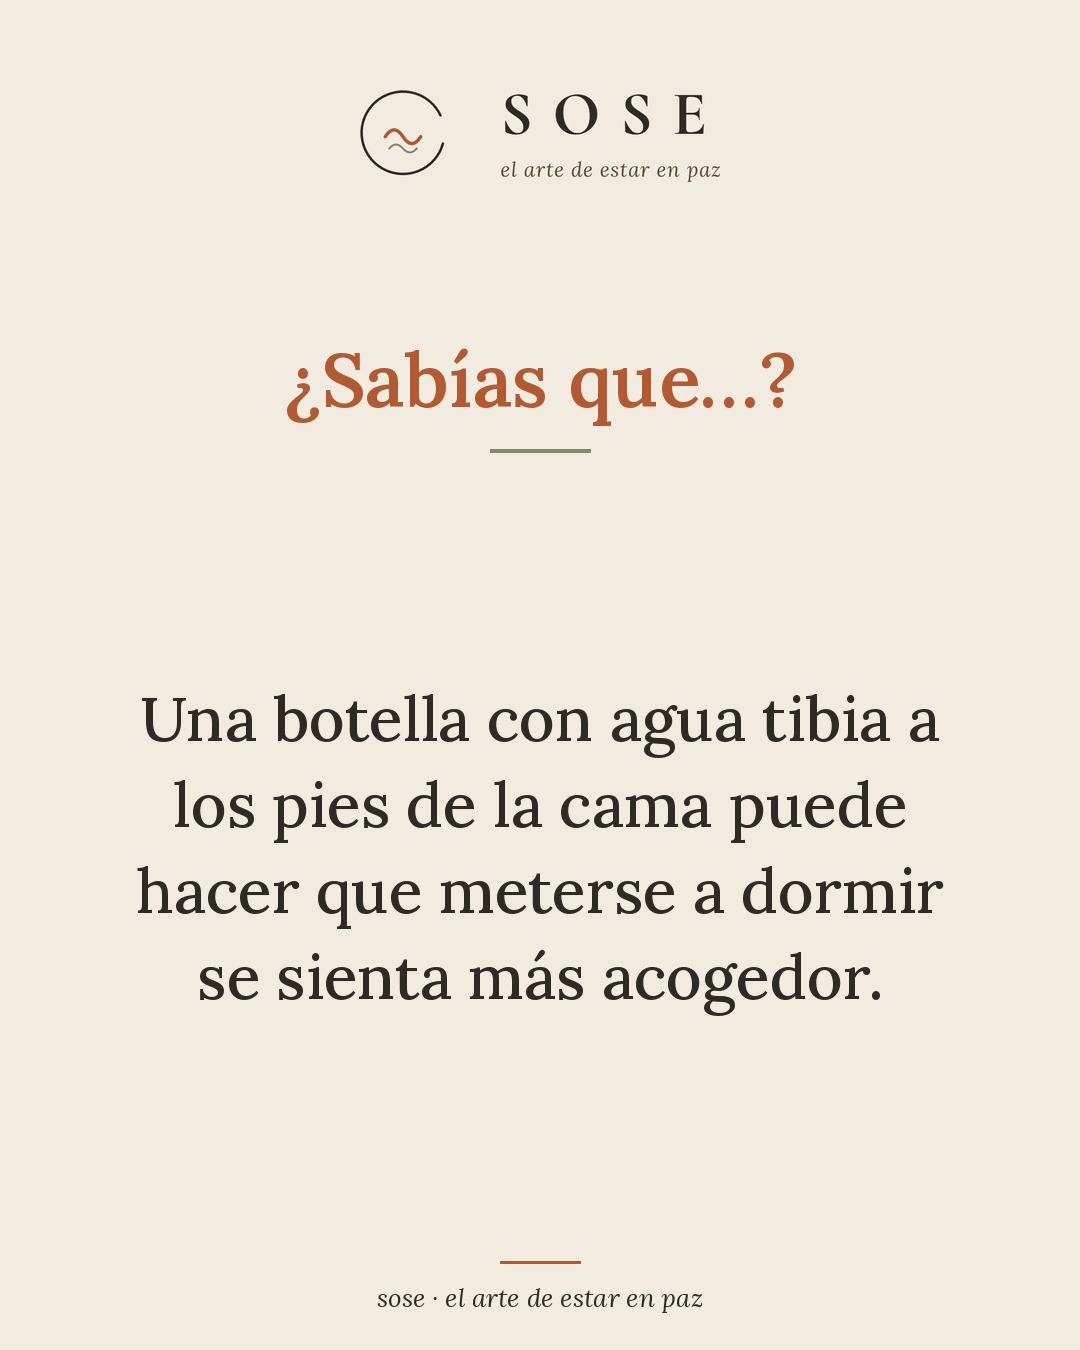 SOSE
el arte de estar en paz
¿Sabías que...?
Una botella con agua tibia a
los pies de la cama puede
hacer que meterse a dormir
se sienta más acogedor.
sose · el arte de estar en paz